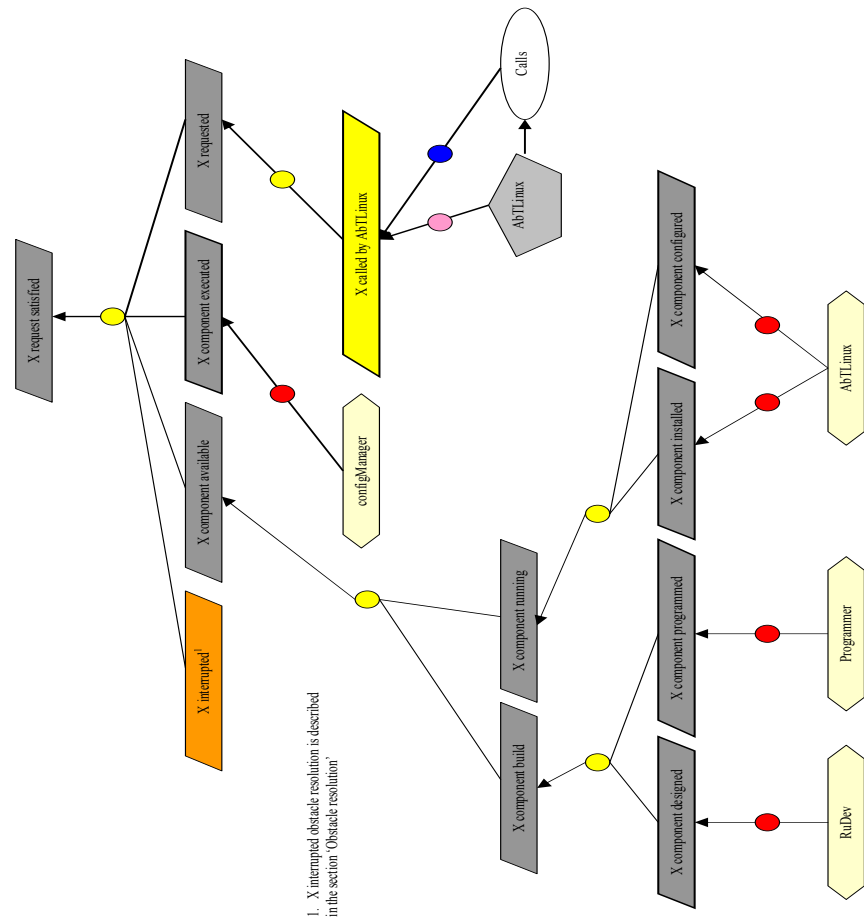 X request satisfied
X interrupted¹
X component available
X component executed
X requested
configManager
X called by AbTLinux
AbTLinux
Calls
X component build
X component running
X component designed
X component programmed
X component installed
X component configured
RuDev
Programmer
AbTLinux
1. X interrupted obstacle resolution is described
in the section ‘Obstacle resolution’